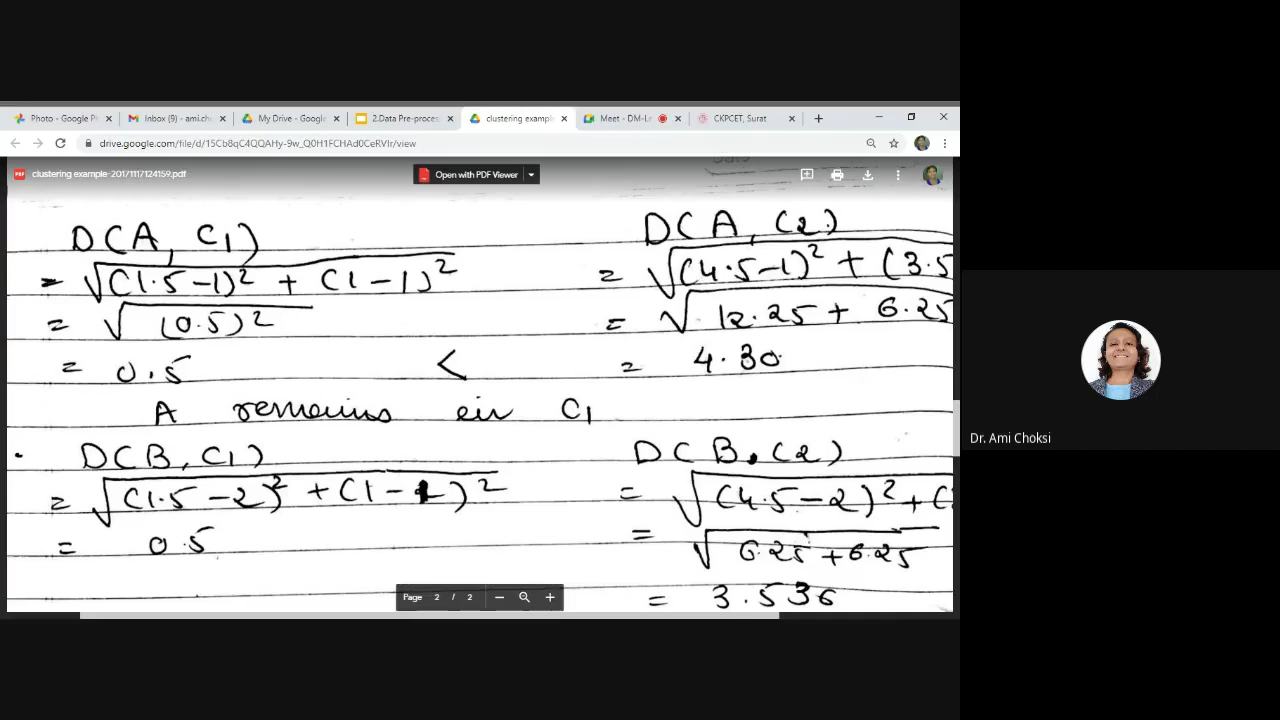 Photo - Google P
Inbox (9) - ami.ch
My Drive - Google
2.Data Pre-proces
clustering exampl
Meet - DM-Le
CKPCET, Surat
drive.google.com/file/d/15Cb8qC4QQAHy-9w_Q0H1FCHAd0CeRVIr/view
clustering example-20171117124159.pdf
Open with PDF Viewer
D(A, C1)
= √(1.5-1)² + (1-1)²
= √(0.5)²
= 0.5
<
D(A, C2)
= √(4.5-1)² + (3.5
= √12.25 + 6.25
= 4.30
A remains in C1
D(B, C1)
= √(1.5-2)² + (1-1)²
= 0.5
D(B, C2)
= √(4.5-2)² + (
= √6.25 + 6.25
= 3.536
Page 2 / 2
Dr. Ami Choksi